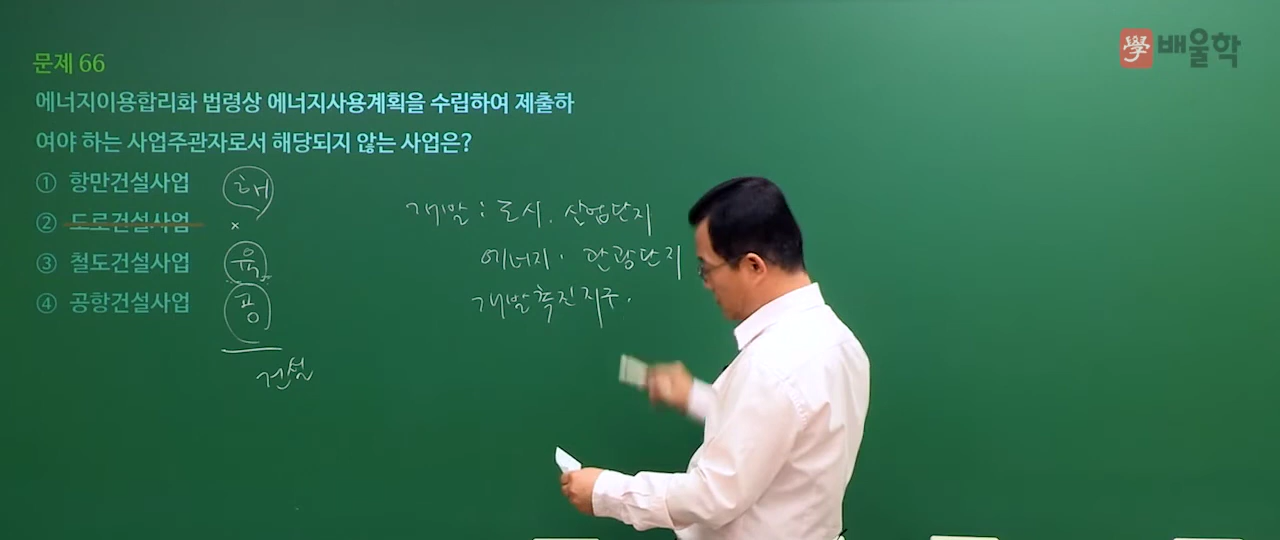 學 배울학
문제 66
에너지이용합리화 법령상 에너지사용계획을 수립하여 제출하
여야 하는 사업주관자로서 해당되지 않는 사업은?
① 항만건설사업 해
② 도로건설사업 ×
③ 철도건설사업 육
④ 공항건설사업 공
건설
개발 : 도시. 산업단지
에너지. 관광단지
개발촉진지구.